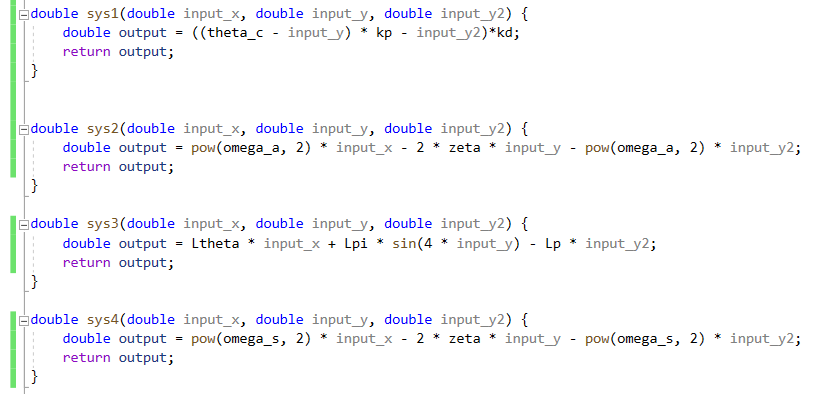 double sys1(double input_x, double input_y, double input_y2) {
double output = ((theta_c - input_y) * kp - input_y2)*kd;
return output;
}
double sys2(double input_x, double input_y, double input_y2) {
double output = pow(omega_a, 2) * input_x - 2 * zeta * input_y - pow(omega_a, 2) * input_y2;
return output;
}
double sys3(double input_x, double input_y, double input_y2) {
double output = Ltheta * input_x + Lpi * sin(4 * input_y) - Lp * input_y2;
return output;
}
double sys4(double input_x, double input_y, double input_y2) {
double output = pow(omega_s, 2) * input_x - 2 * zeta * input_y - pow(omega_s, 2) * input_y2;
return output;
}